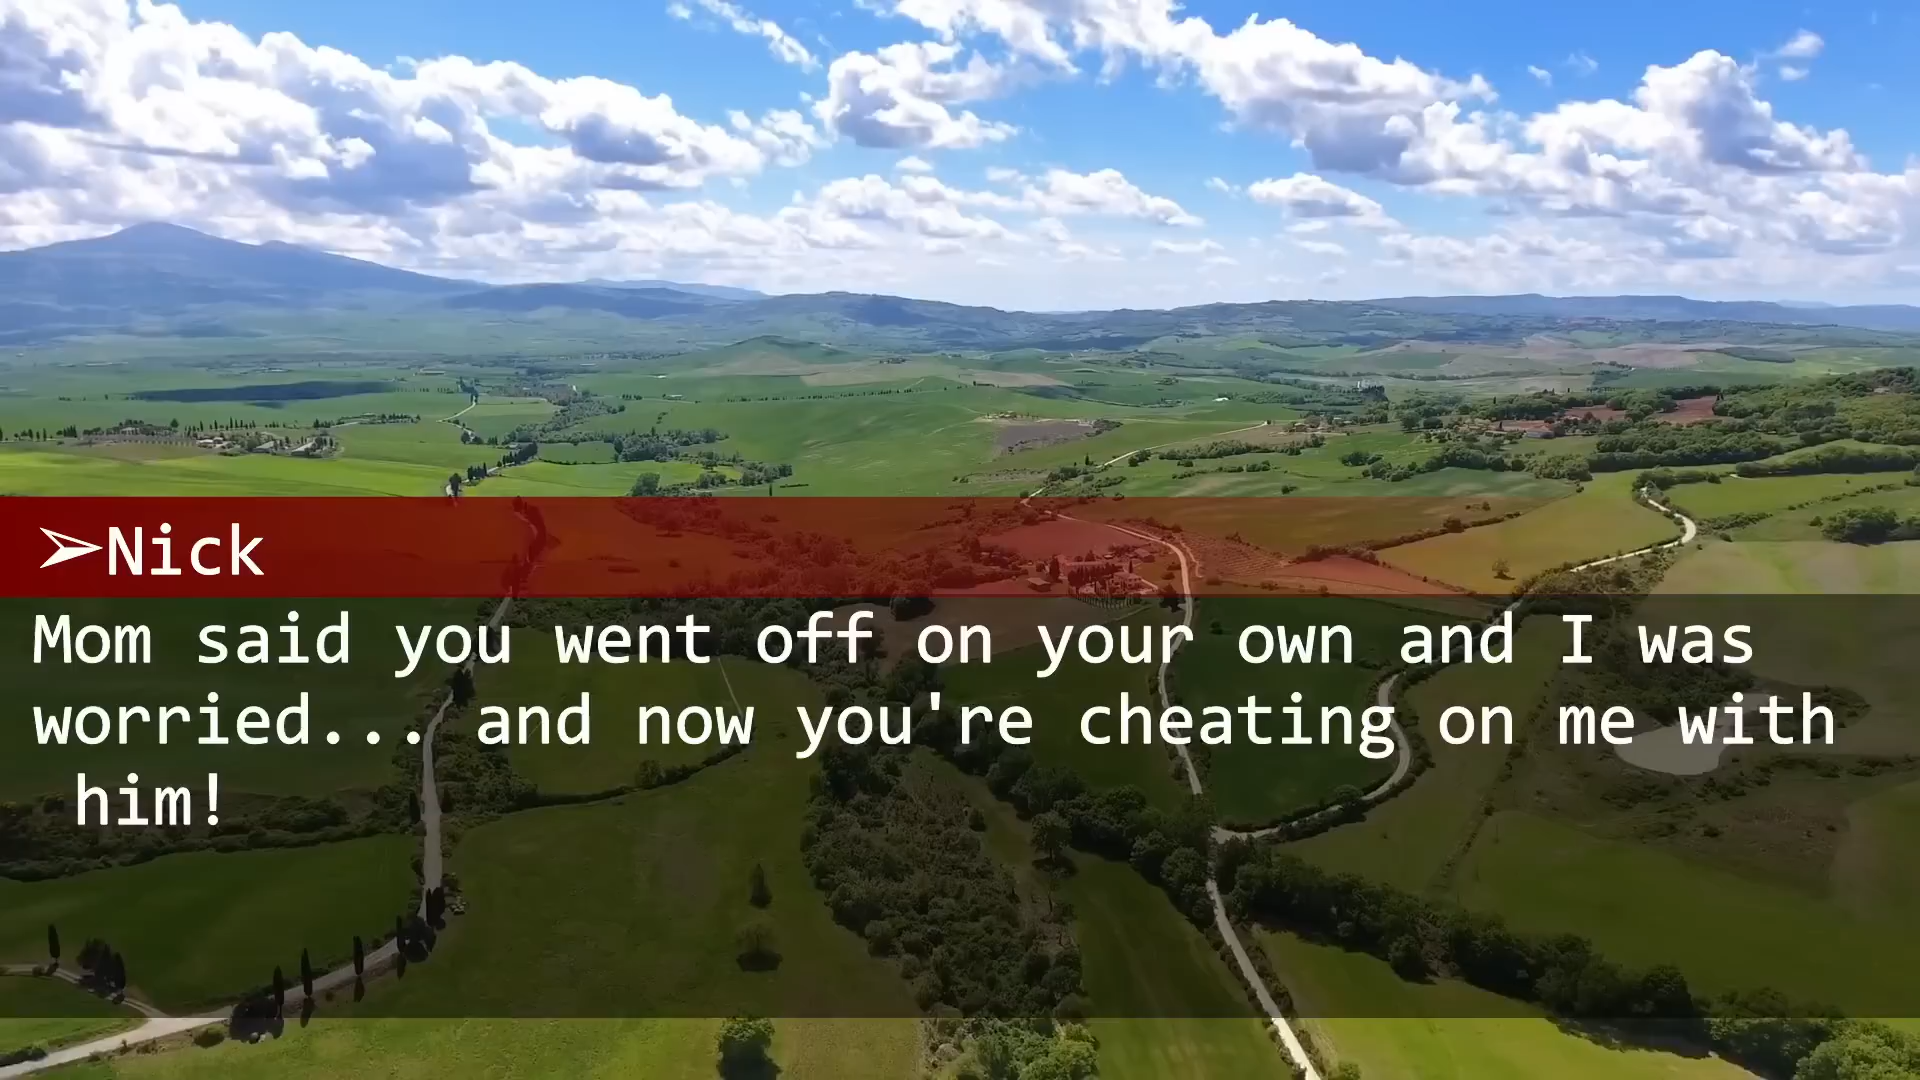 ➢Nick
Mom said you went off on your own and I was
worried... and now you're cheating on me with
him!